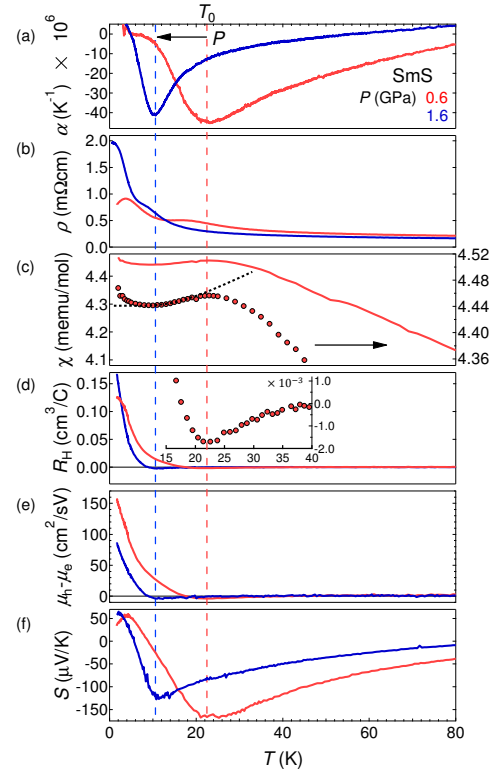 T₀
(a)
P
SmS
P (GPa) 0.6
1.6
α (K⁻¹) × 10⁶
0
-10
-20
-30
-40
(b)
ρ (mΩcm)
2.0
1.5
1.0
0.5
0.0
(c)
χ (memu/mol)
4.4
4.3
4.2
4.1
4.52
4.48
4.44
4.40
4.36
(d)
R_H (cm³/C)
0.15
0.10
0.05
0.00
× 10⁻³
1.0
0.0
-1.0
-2.0
15 20 25 30 35 40
(e)
μ_h-μ_e (cm²/sV)
150
100
50
0
(f)
S (μV/K)
50
0
-50
-100
-150
0 20 40 60 80
T (K)